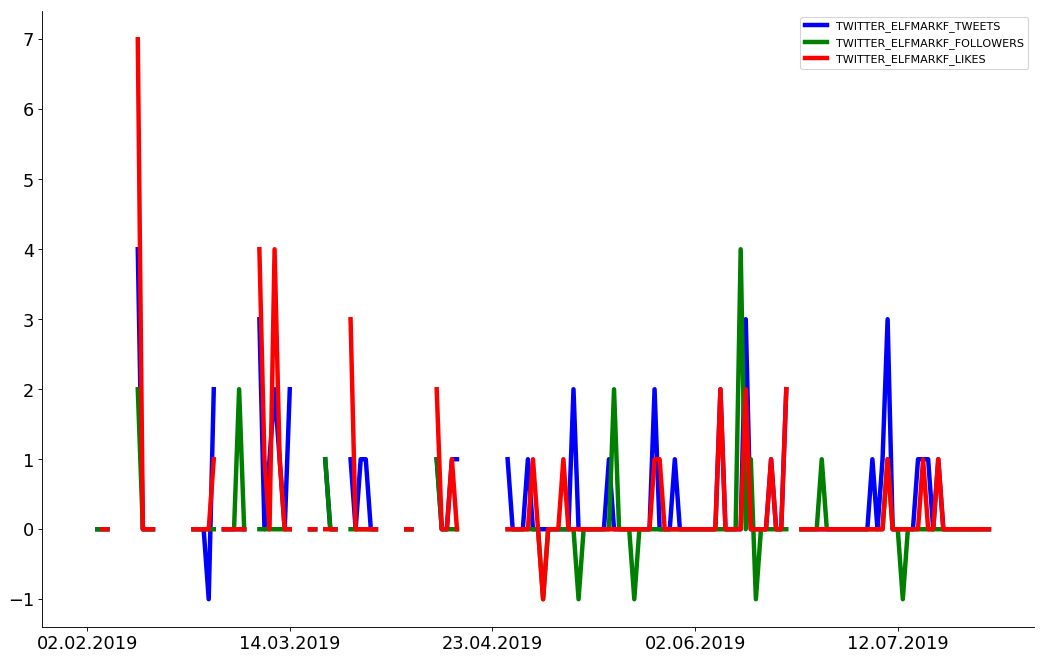 TWITTER_ELFMARKF_TWEETS
TWITTER_ELFMARKF_FOLLOWERS
TWITTER_ELFMARKF_LIKES
7
6
5
4
3
2
1
0
−1
02.02.2019 14.03.2019 23.04.2019 02.06.2019 12.07.2019